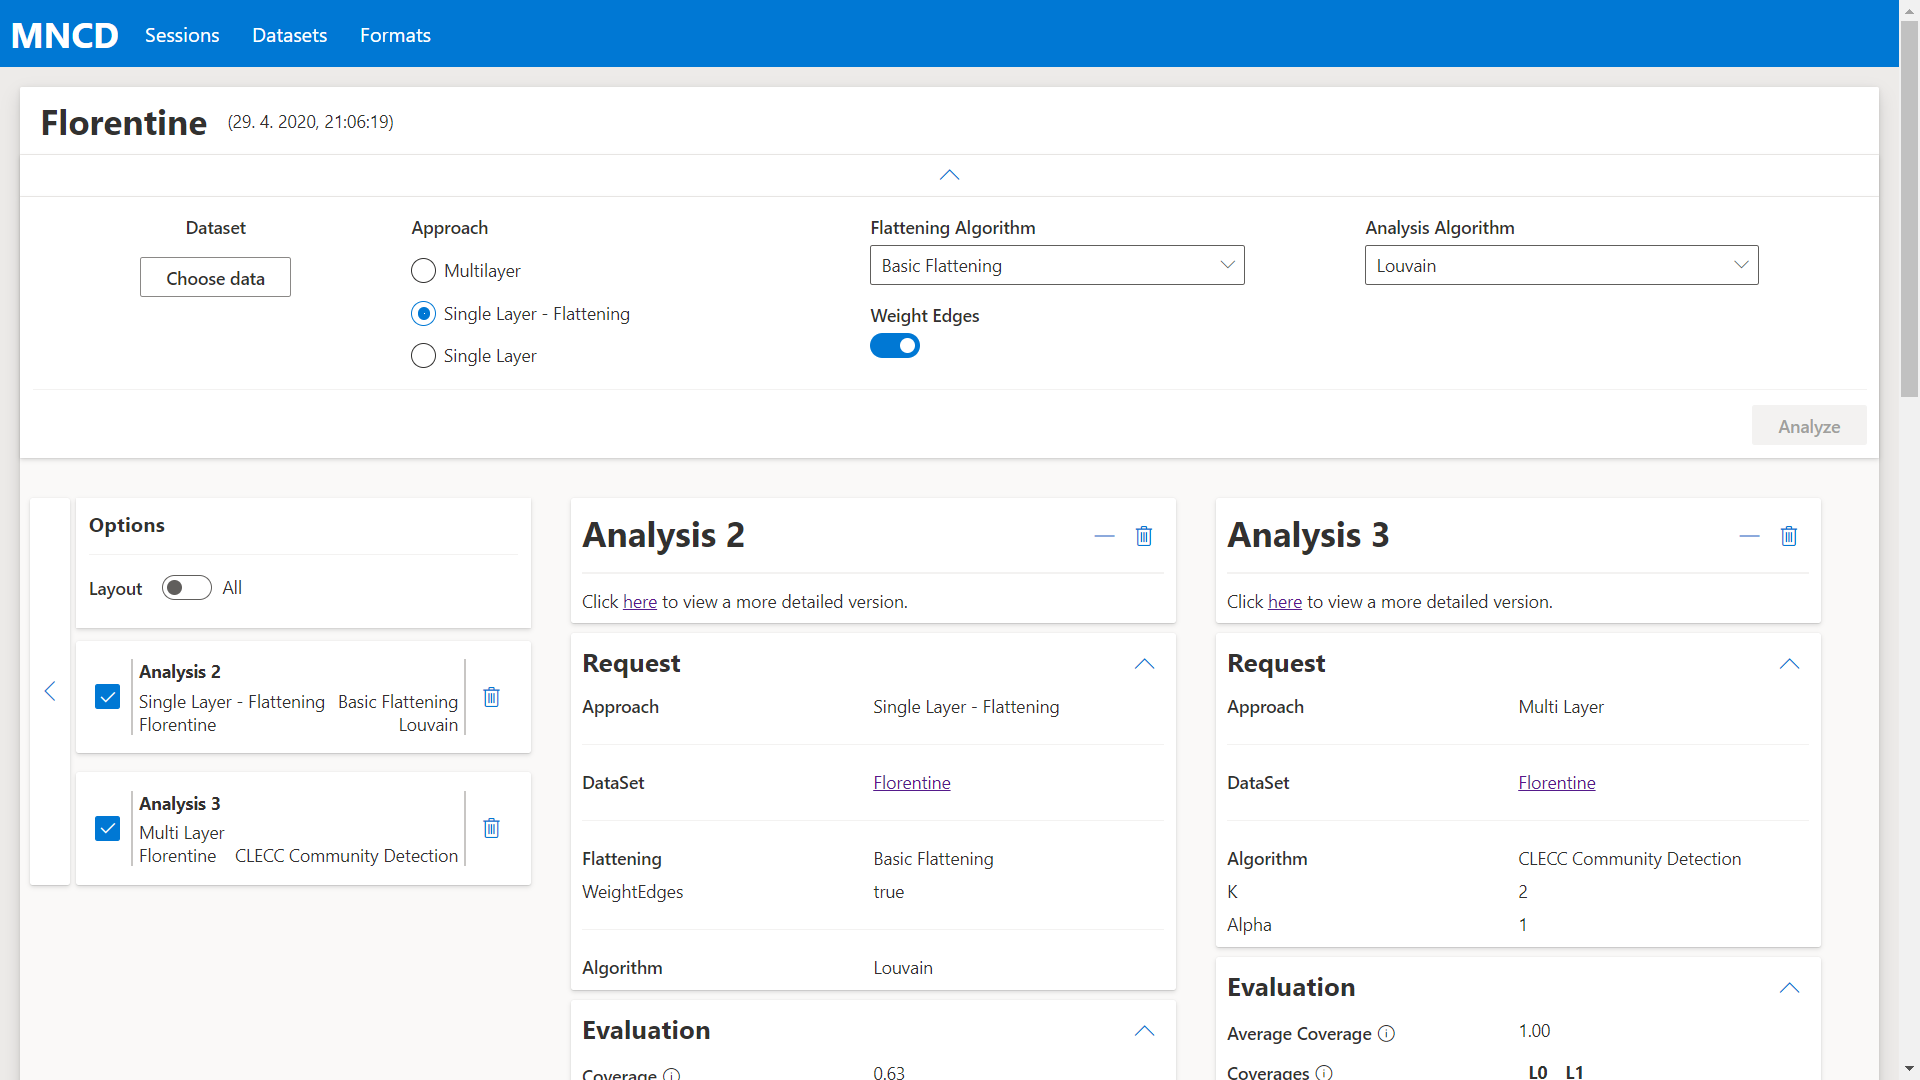 MNCD Sessions Datasets Formats
Florentine (29. 4. 2020, 21:06:19)
Dataset
Choose data
Approach
Multilayer
Single Layer - Flattening
Single Layer
Flattening Algorithm
Basic Flattening
Weight Edges
Analysis Algorithm
Louvain
Analyze
Options
Layout All
Analysis 2
Single Layer - Flattening Basic Flattening
Florentine Louvain
Analysis 3
Multi Layer
Florentine CLECC Community Detection
Analysis 2
Click here to view a more detailed version.
Request
Approach Single Layer - Flattening
DataSet Florentine
Flattening Basic Flattening
WeightEdges true
Algorithm Louvain
Evaluation
Coverage 0.63
Analysis 3
Click here to view a more detailed version.
Request
Approach Multi Layer
DataSet Florentine
Algorithm CLECC Community Detection
K 2
Alpha 1
Evaluation
Average Coverage 1.00
Coverages L0 L1